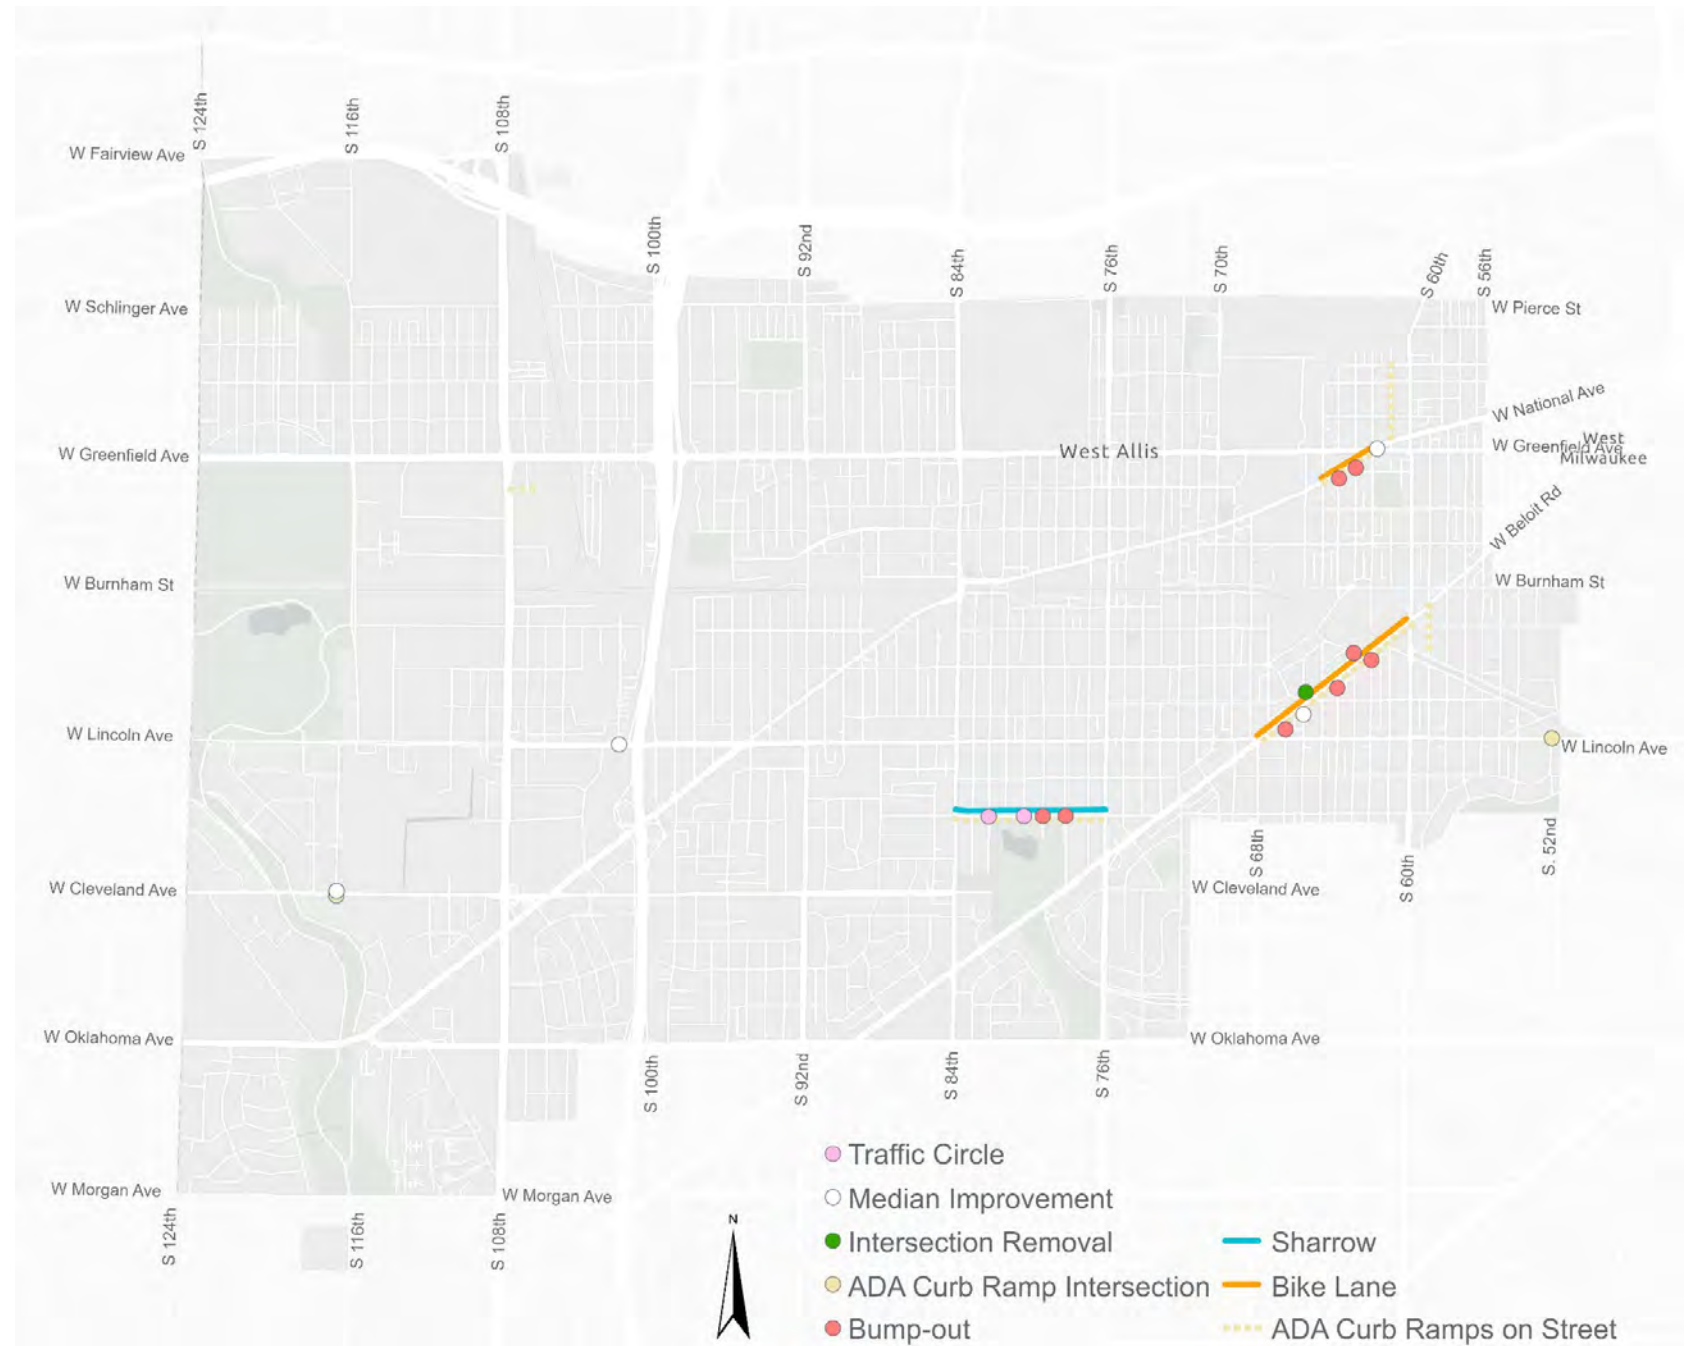 S 124th
S 116th
S 108th
W Fairview Ave
S 100th
S 92nd
S 84th
S 76th
S 70th
S 60th
S 56th
W Schlinger Ave
W Pierce St
W National Ave
W Greenfield Ave
West Allis
W Greenfield Ave
West
Milwaukee
W Beloit Rd
W Burnham St
W Burnham St
W Lincoln Ave
W Lincoln Ave
S 68th
S 60th
S. 52nd
W Cleveland Ave
W Cleveland Ave
W Oklahoma Ave
W Oklahoma Ave
S 100th
S 92nd
S 84th
S 76th
W Morgan Ave
W Morgan Ave
S 124th
S 116th
S 108th
N
Traffic Circle
Median Improvement
Intersection Removal
ADA Curb Ramp Intersection
Bump-out
Sharrow
Bike Lane
ADA Curb Ramps on Street